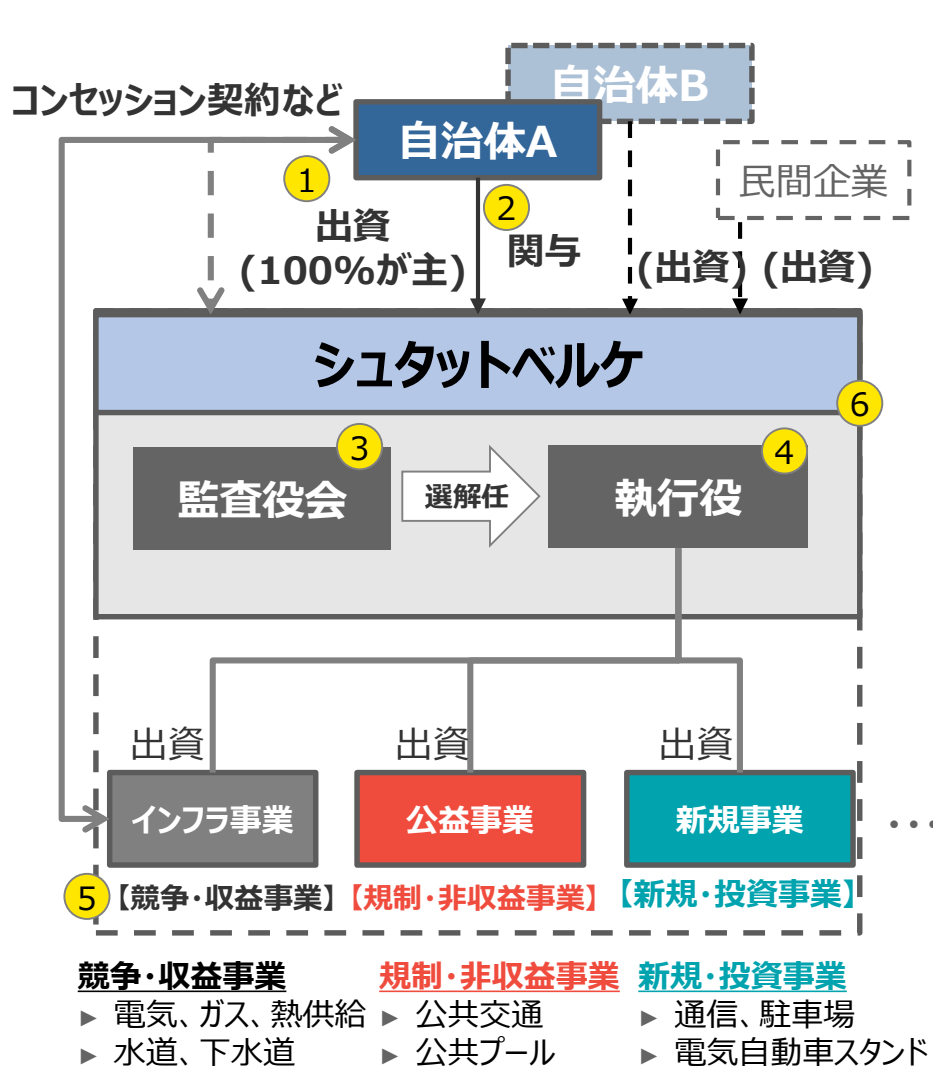 自治体B
コンセッション契約など
自治体A
民間企業
1
2
出資
(100%が主)
関与
(出資)
(出資)
シュタットベルケ
6
3
4
監査役会
選解任
執行役
出資
出資
出資
インフラ事業
公益事業
新規事業
・・・
5
【競争・収益事業】
【規制・非収益事業】
【新規・投資事業】
競争・収益事業
► 電気、ガス、熱供給
► 水道、下水道
規制・非収益事業
► 公共交通
► 公共プール
新規・投資事業
► 通信、駐車場
► 電気自動車スタンド